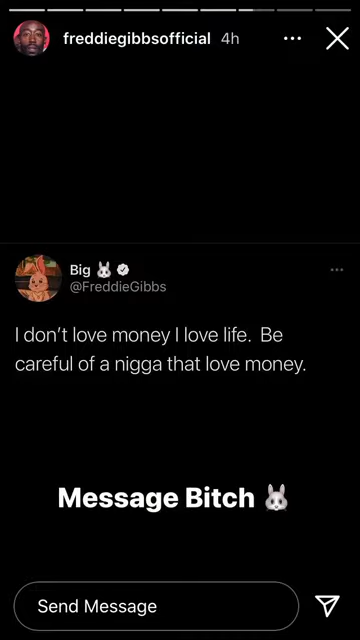 freddiegibbsofficial 4h
Big 🐰
@FreddieGibbs
I don't love money I love life. Be
careful of a nigga that love money.
Message Bitch 🐰
Send Message